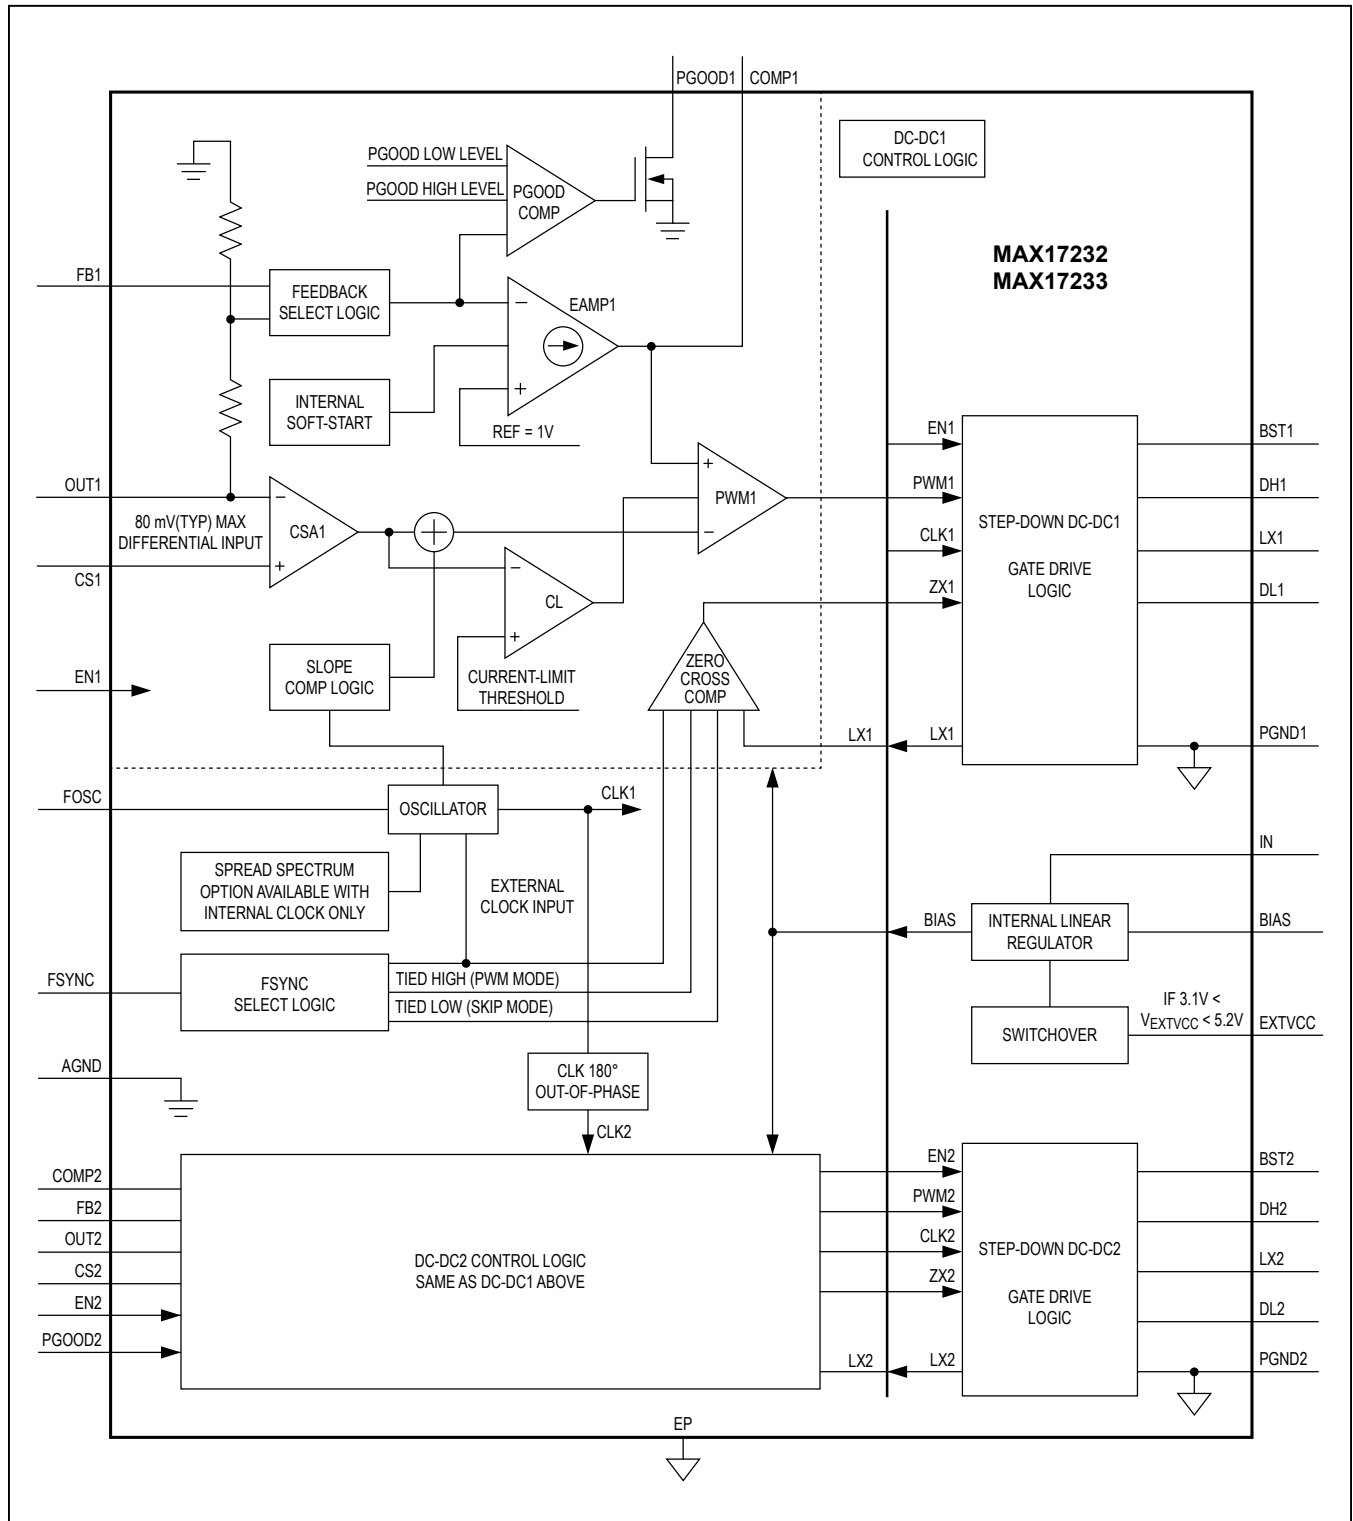 PGOOD1
COMP1
DC-DC1
CONTROL LOGIC
PGOOD LOW LEVEL
PGOOD HIGH LEVEL
PGOOD
COMP
MAX17232
MAX17233
FB1
FEEDBACK
SELECT LOGIC
−
EAMP1
+
INTERNAL
SOFT-START
REF = 1V
EN1
BST1
OUT1
−
+
PWM1
−
PWM1
DH1
80 mV(TYP) MAX
DIFFERENTIAL INPUT
CSA1
+
STEP-DOWN DC-DC1
GATE DRIVE
LOGIC
CLK1
LX1
CS1
+
−
CL
+
ZX1
DL1
SLOPE
COMP LOGIC
CURRENT-LIMIT
THRESHOLD
ZERO
CROSS
COMP
EN1
LX1
LX1
PGND1
FOSC
OSCILLATOR
CLK1
IN
SPREAD SPECTRUM
OPTION AVAILABLE WITH
INTERNAL CLOCK ONLY
EXTERNAL
CLOCK INPUT
BIAS
INTERNAL LINEAR
REGULATOR
BIAS
FSYNC
FSYNC
SELECT LOGIC
TIED HIGH (PWM MODE)
TIED LOW (SKIP MODE)
IF 3.1V <
VEXTVCC < 5.2V
SWITCHOVER
EXTVCC
AGND
CLK 180°
OUT-OF-PHASE
CLK2
COMP2
FB2
OUT2
CS2
EN2
PGOOD2
DC-DC2 CONTROL LOGIC
SAME AS DC-DC1 ABOVE
EN2
PWM2
CLK2
ZX2
LX2
LX2
STEP-DOWN DC-DC2
GATE DRIVE
LOGIC
BST2
DH2
LX2
DL2
PGND2
EP